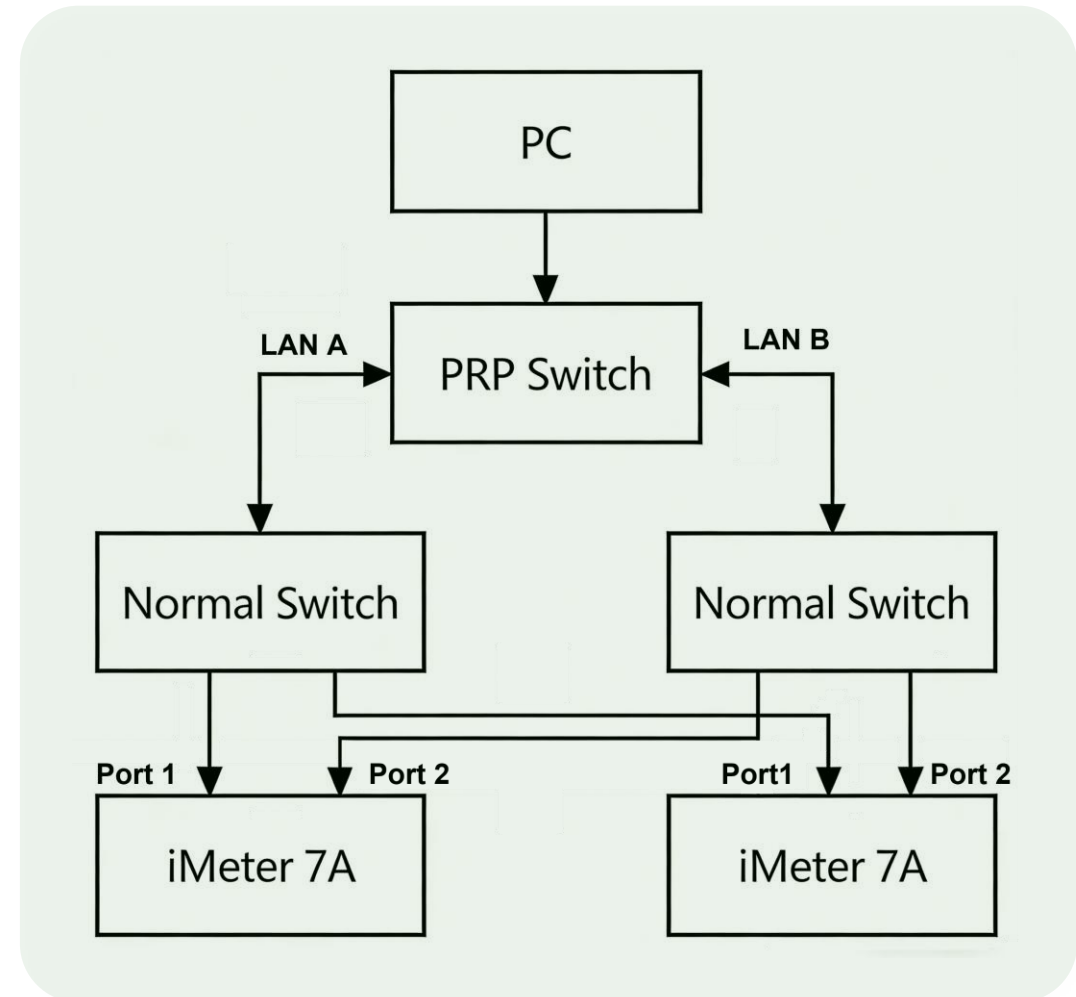 PC
LAN A
LAN B
PRP Switch
Normal Switch
Normal Switch
Port 1
Port 2
Port1
Port 2
iMeter 7A
iMeter 7A